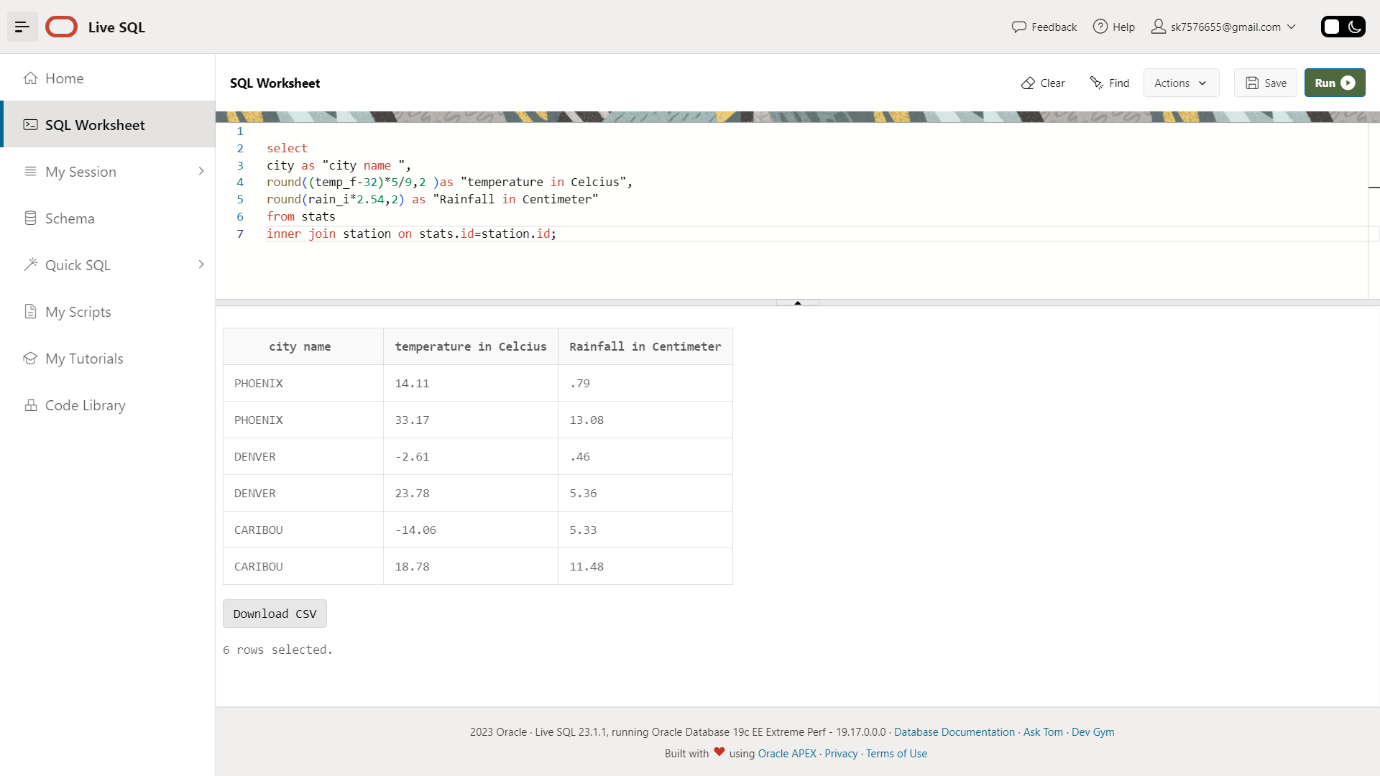 Live SQL
Feedback
Help
sk7576655@gmail.com
Home
SQL Worksheet
My Session
Schema
Quick SQL
My Scripts
My Tutorials
Code Library
SQL Worksheet
Clear
Find
Actions
Save
Run
1
2 select
3 city as "city name ",
4 round((temp_f-32)*5/9,2 )as "temperature in Celcius",
5 round(rain_i*2.54,2) as "Rainfall in Centimeter"
6 from stats
7 inner join station on stats.id=station.id;
city name temperature in Celcius Rainfall in Centimeter
PHOENIX 14.11 .79
PHOENIX 33.17 13.08
DENVER -2.61 .46
DENVER 23.78 5.36
CARIBOU -14.06 5.33
CARIBOU 18.78 11.48
Download CSV
6 rows selected.
2023 Oracle · Live SQL 23.1.1, running Oracle Database 19c EE Extreme Perf - 19.17.0.0.0 · Database Documentation · Ask Tom · Dev Gym
Built with ❤ using Oracle APEX · Privacy · Terms of Use